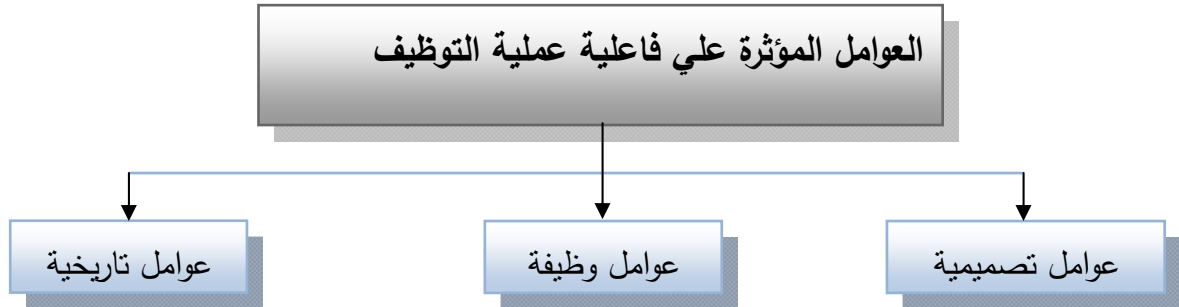 العوامل المؤثرة علي فاعلية عملية التوظيف
عوامل تصميمية
عوامل وظيفة
عوامل تاريخية